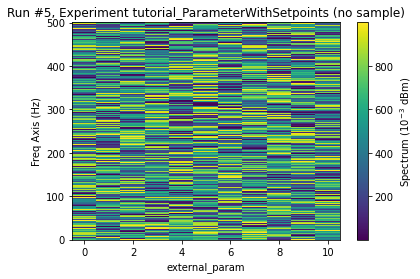 Run #5, Experiment tutorial_ParameterWithSetpoints (no sample)
500
400
300
200
100
0
Freq Axis (Hz)
0 2 4 6 8 10
external_param
800
600
400
200
Spectrum (10⁻³ dBm)